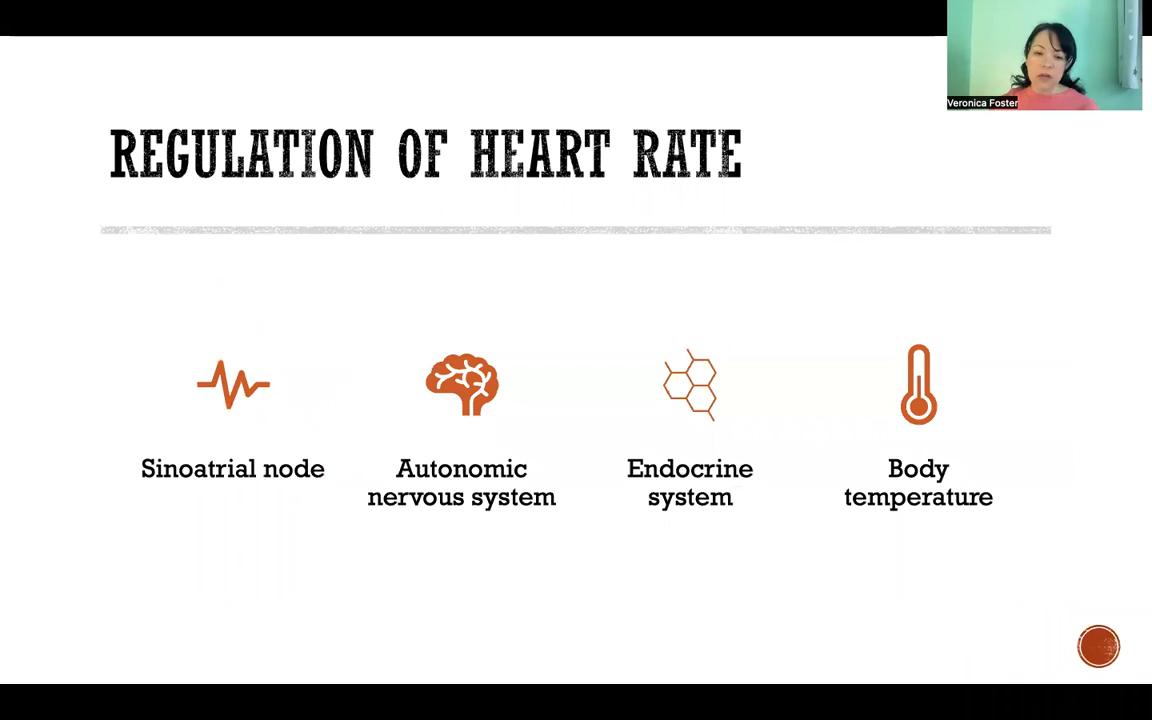 Veronica Foster
REGULATION OF HEART RATE
Sinoatrial node
Autonomic
nervous system
Endocrine
system
Body
temperature